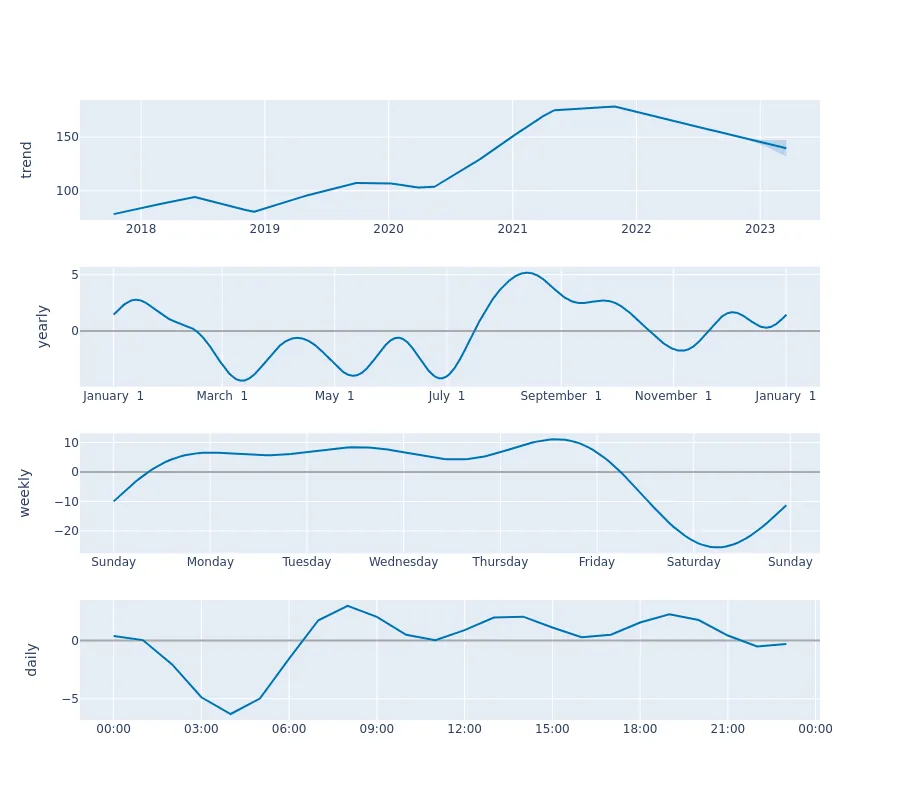 trend
150
100
2018 2019 2020 2021 2022 2023
yearly
5
0
January 1 March 1 May 1 July 1 September 1 November 1 January 1
weekly
10
0
−10
−20
Sunday Monday Tuesday Wednesday Thursday Friday Saturday Sunday
daily
0
−5
00:00 03:00 06:00 09:00 12:00 15:00 18:00 21:00 00:00